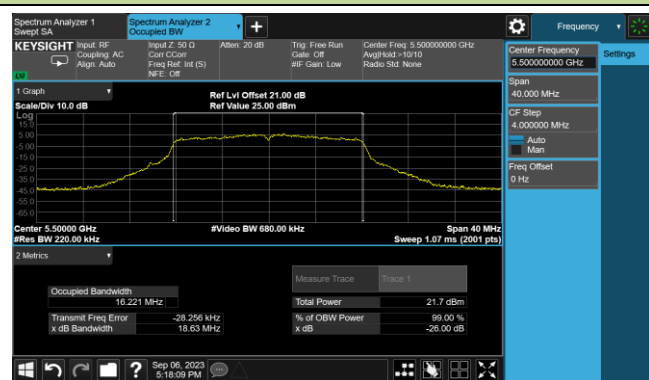 Spectrum Analyzer 1
Swept SA
Spectrum Analyzer 2
Occupied BW
Frequency
KEYSIGHT
Input: RF
Coupling: AC
Align: Auto
Input Z: 50 Ω
Corr CCorr
Freq Ref: Int (S)
NFE: Off
Atten: 20 dB
Trig: Free Run
Gate: Off
#IF Gain: Low
Center Freq: 5.500000000 GHz
Avg|Hold:>10/10
Radio Std: None
LV
1 Graph
Scale/Div 10.0 dB
Ref Lvl Offset 21.00 dB
Ref Value 25.00 dBm
Log
15.0
5.00
-5.00
-15.0
-25.0
-35.0
-45.0
-55.0
-65.0
Center 5.50000 GHz
#Res BW 220.00 kHz
#Video BW 680.00 kHz
Span 40 MHz
Sweep 1.07 ms (2001 pts)
2 Metrics
Measure Trace
Trace 1
Occupied Bandwidth
16.221 MHz
Total Power
21.7 dBm
Transmit Freq Error
-28.256 kHz
% of OBW Power
99.00 %
x dB Bandwidth
18.63 MHz
x dB
-26.00 dB
Center Frequency
5.500000000 GHz
Settings
Span
40.000 MHz
CF Step
4.000000 MHz
Auto
Man
Freq Offset
0 Hz
?
Sep 06, 2023
5:18:09 PM